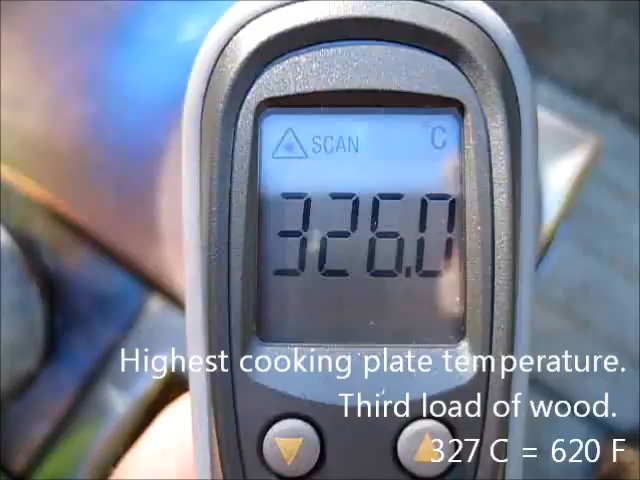 SCAN °C
326.0
Highest cooking plate temperature.
Third load of wood.
327 C = 620 F